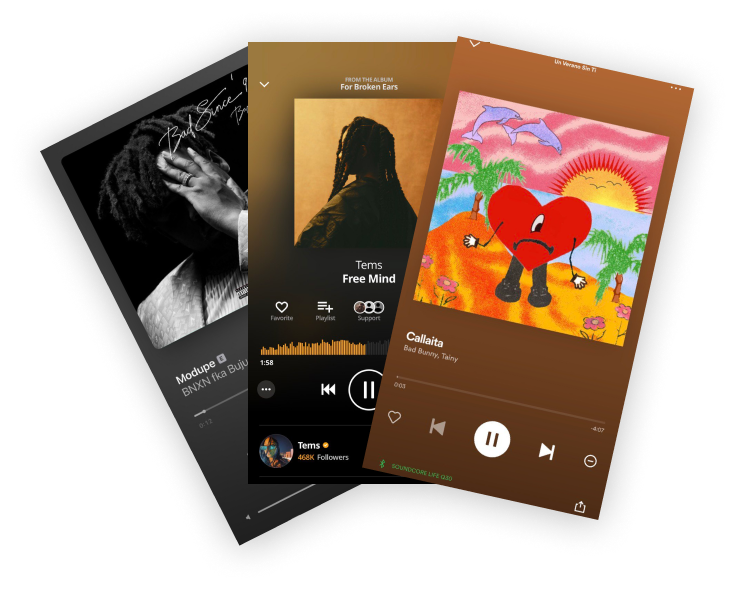 Bad Since '
Modupe E
BNXN fka Buju
0:13
FROM THE ALBUM
For Broken Ears
Tems
Free Mind
Favorite
Playlist
Support
1:58
Tems
468K Followers
Un Verano Sin Ti
Callaita
Bad Bunny, Tainy
0:03
-4:07
SOUNDCORE LIFE Q30